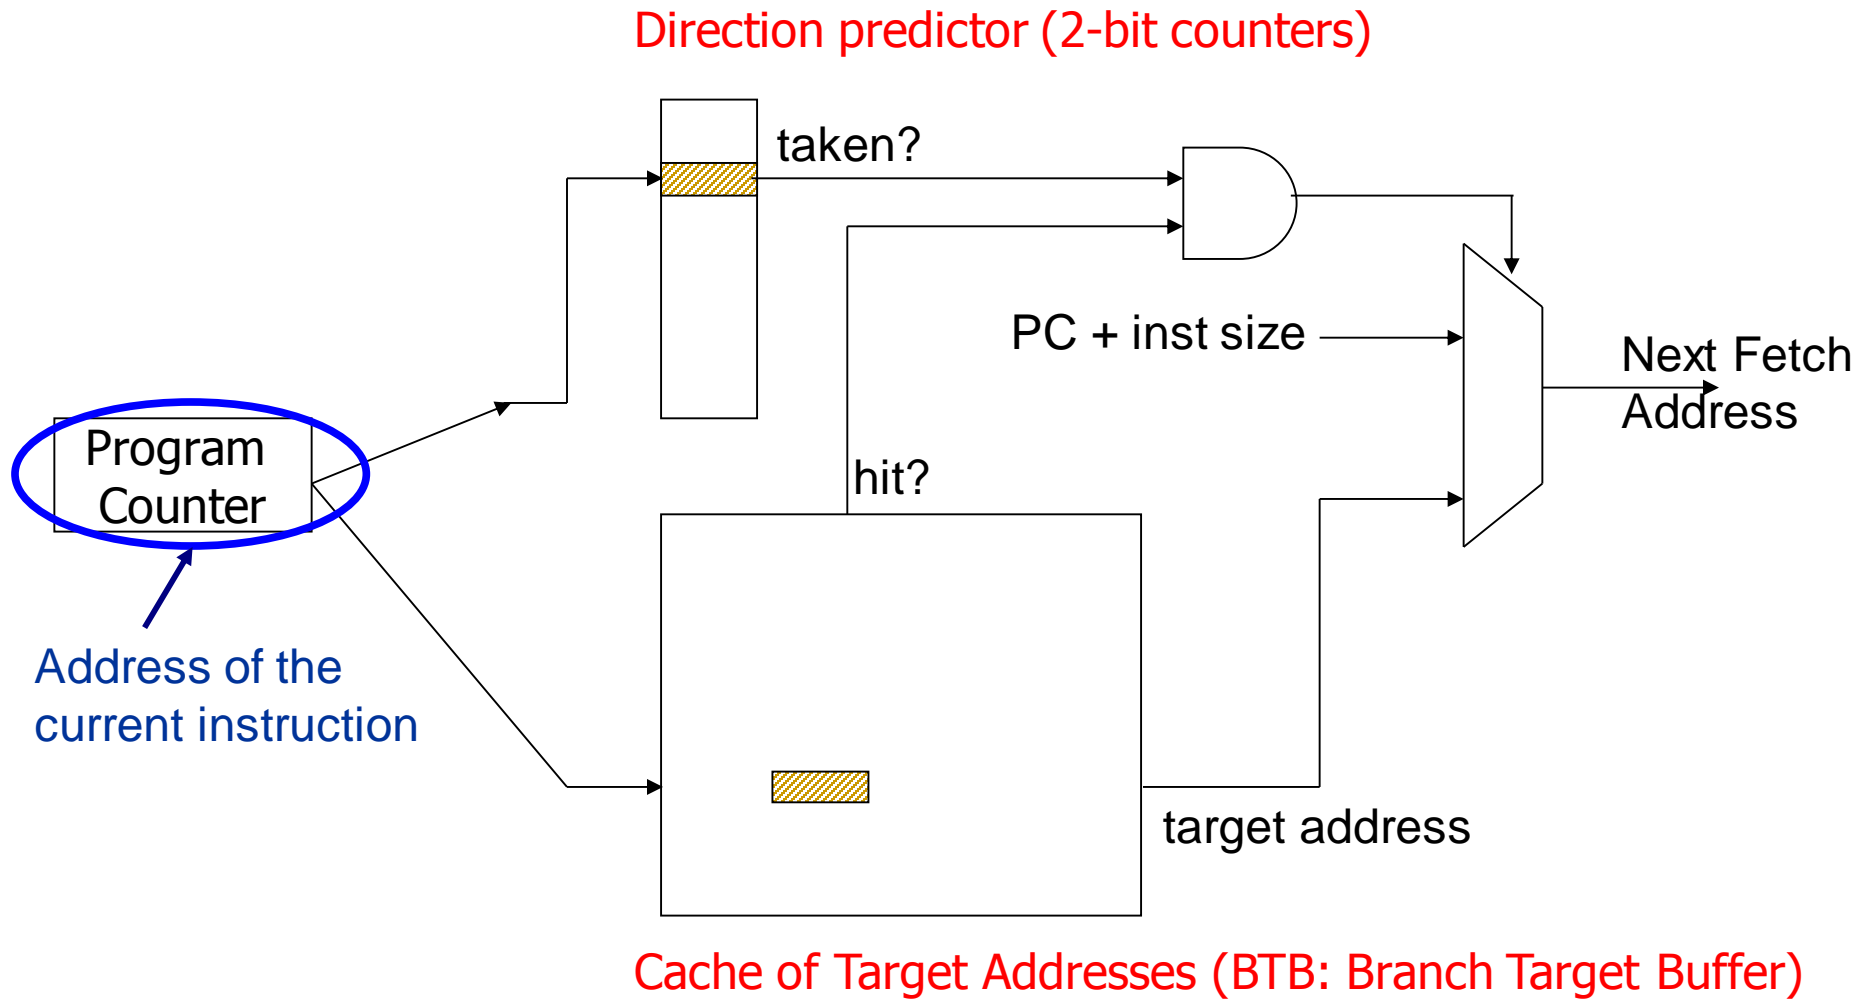 Direction predictor (2-bit counters)
taken?
PC + inst size
Next Fetch
Address
Program
Counter
hit?
Address of the
current instruction
target address
Cache of Target Addresses (BTB: Branch Target Buffer)